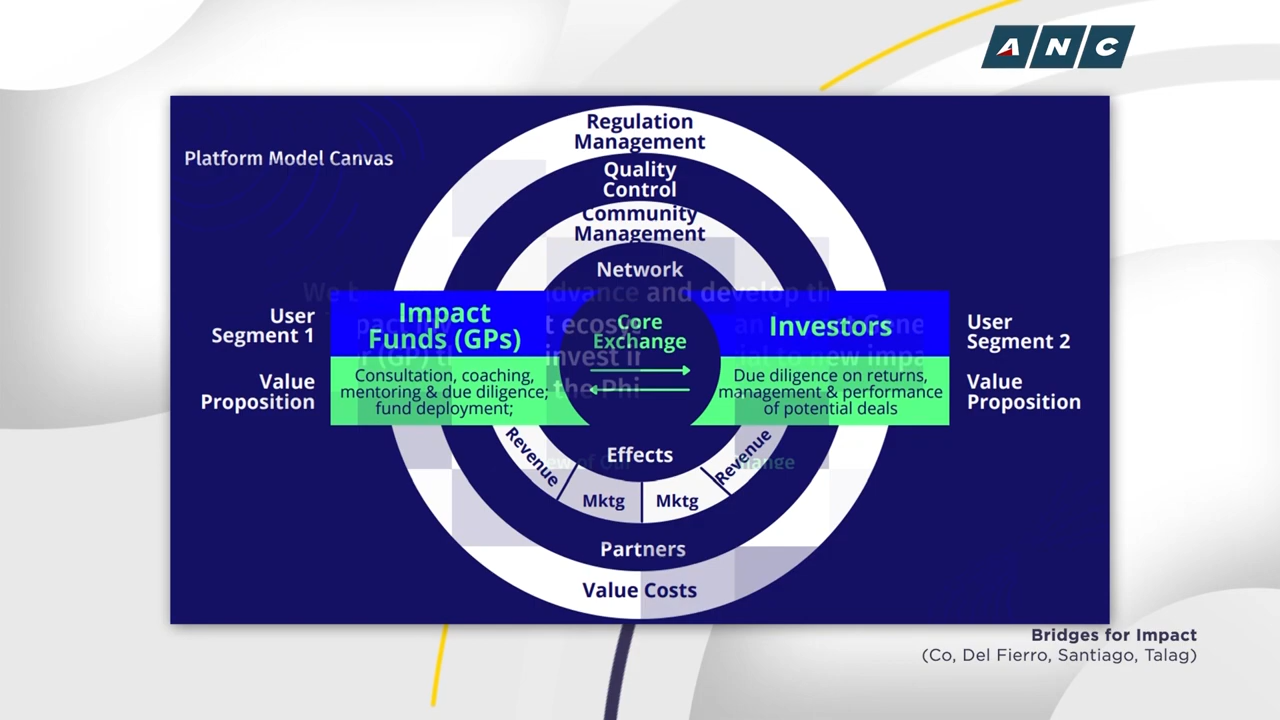 ANC
Platform Model Canvas
Regulation
Management
Quality
Control
Community
Management
Network
User
Segment 1
Impact
Funds (GPs)
Core
Exchange
Investors
User
Segment 2
Value
Proposition
Consultation, coaching,
mentoring & due diligence;
fund deployment;
Due diligence on returns,
management & performance
of potential deals
Value
Proposition
Effects
Revenue
Mktg
Mktg
Revenue
Partners
Value Costs
Bridges for Impact
(Co, Del Fierro, Santiago, Talag)